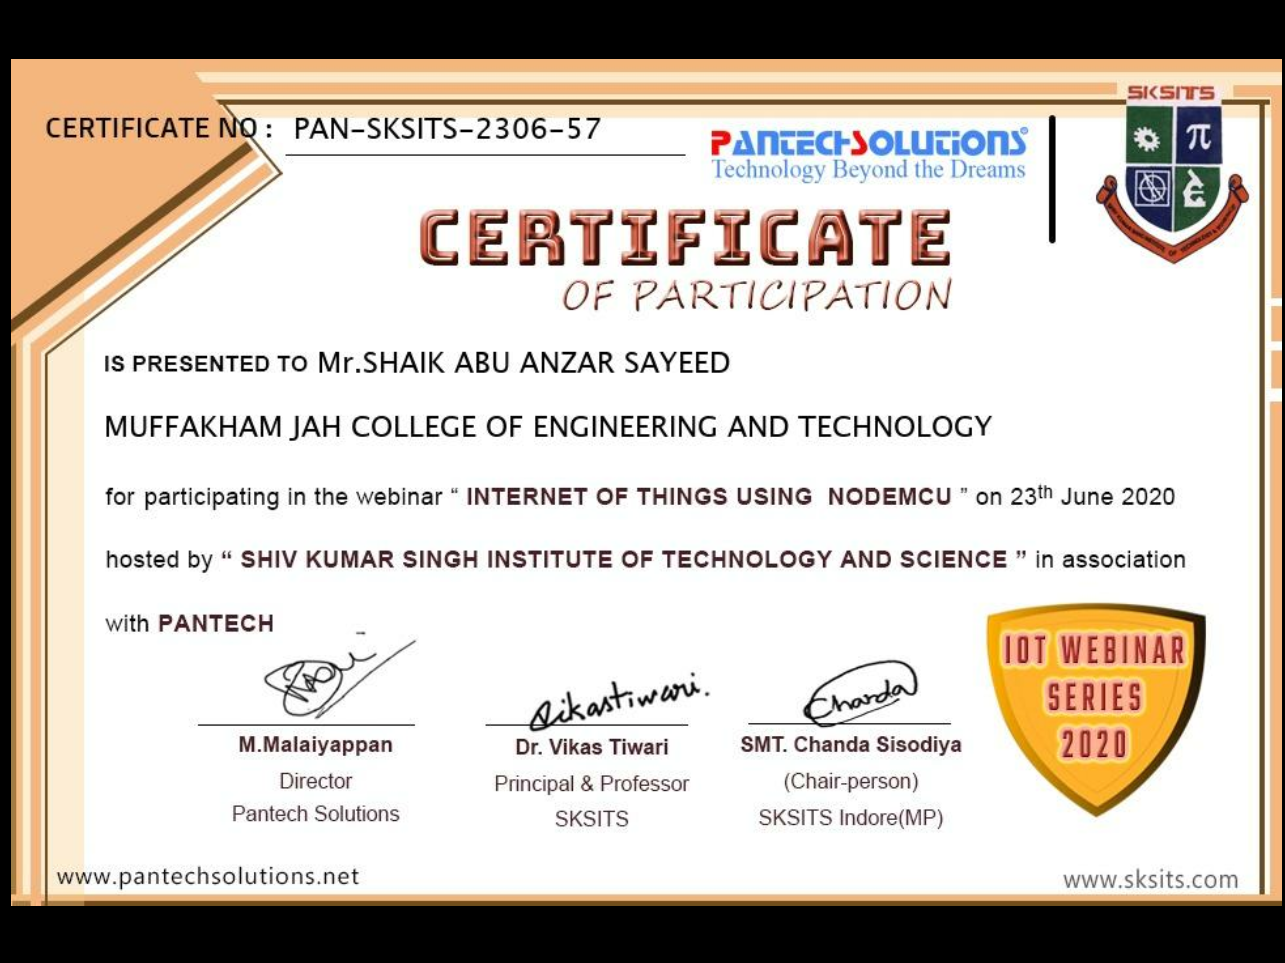 SKSITS
CERTIFICATE NO : PAN-SKSITS-2306-57
PANTECHSOLUTIONS®
Technology Beyond the Dreams
π
CERTIFICATE
OF PARTICIPATION
IS PRESENTED TO Mr.SHAIK ABU ANZAR SAYEED
MUFFAKHAM JAH COLLEGE OF ENGINEERING AND TECHNOLOGY
for participating in the webinar “ INTERNET OF THINGS USING NODEMCU ” on 23th June 2020
hosted by “ SHIV KUMAR SINGH INSTITUTE OF TECHNOLOGY AND SCIENCE ” in association
with PANTECH
IOT WEBINAR
SERIES
2020
Vikastiwari.
Chanda
M.Malaiyappan
Director
Pantech Solutions
Dr. Vikas Tiwari
Principal & Professor
SKSITS
SMT. Chanda Sisodiya
(Chair-person)
SKSITS Indore(MP)
www.pantechsolutions.net
www.sksits.com